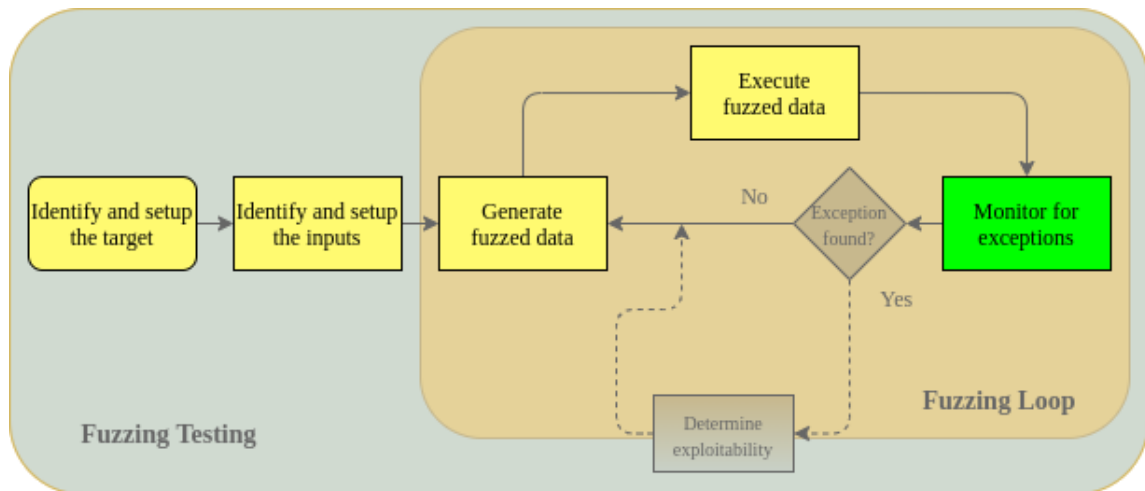 Execute
fuzzed data
Identify and setup
the target
Identify and setup
the inputs
Generate
fuzzed data
No
Exception
found?
Monitor for
exceptions
Yes
Determine
exploitability
Fuzzing Loop
Fuzzing Testing